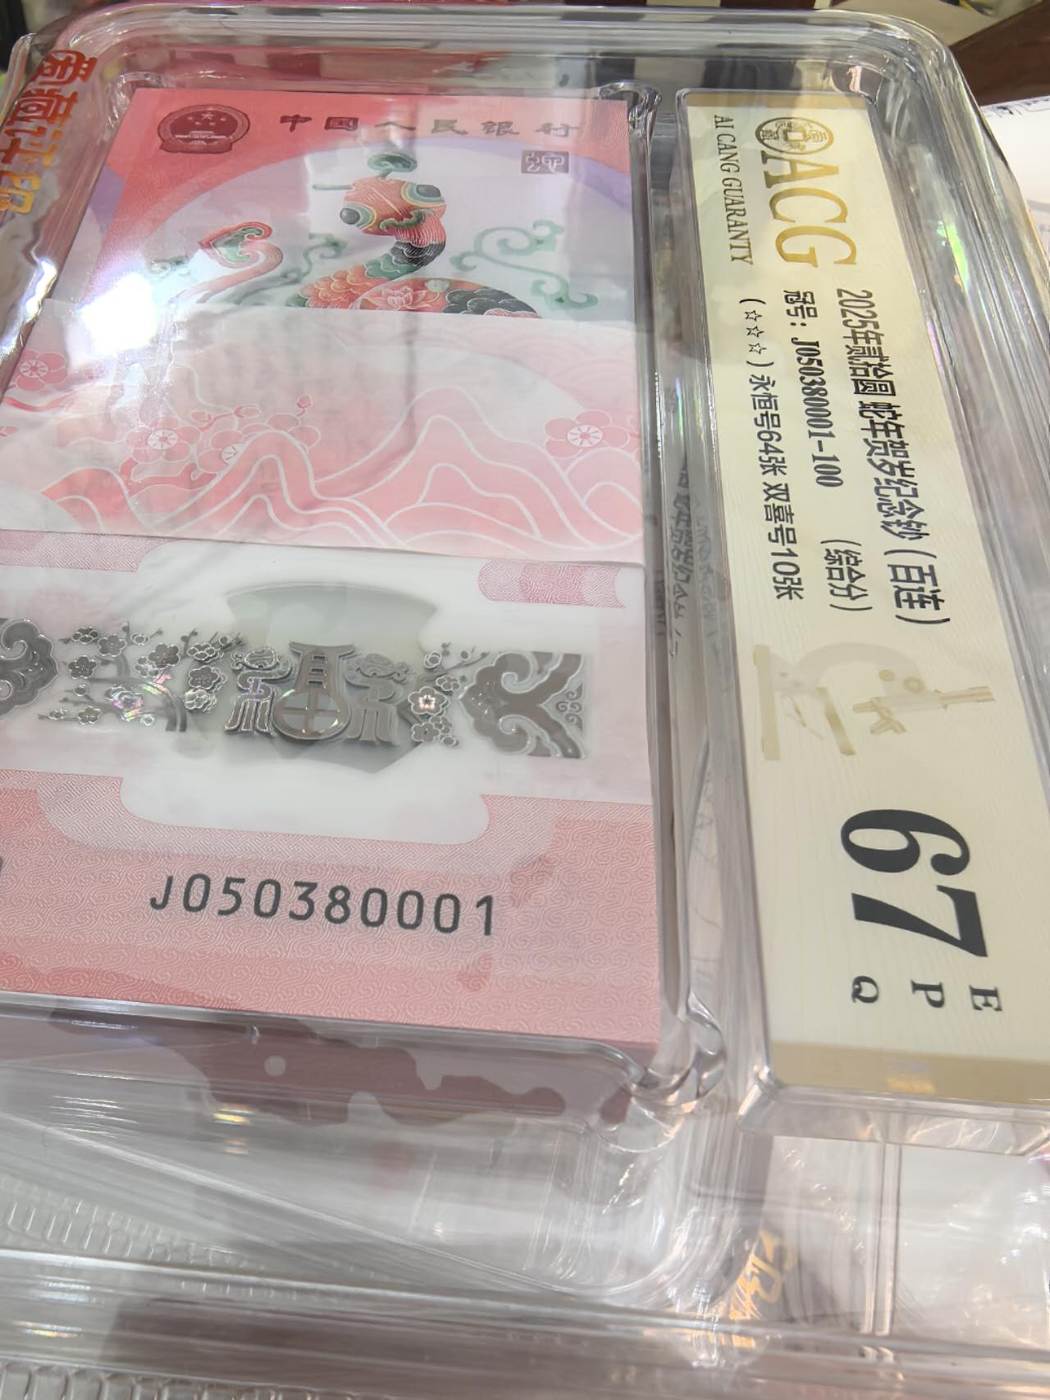 中国人民银行
J050380001
ACG
AI CANG GUARANTY
2025年贰拾圆 蛇年贺岁纪念钞（百连）
冠号：J050380001-100 （综合分）
（☆☆☆）永恒号64张 双喜号10张
67
E
P
Q